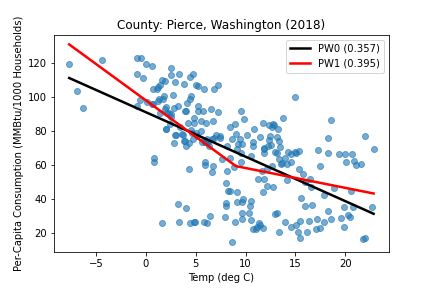 County: Pierce, Washington (2018)
PW0 (0.357)
PW1 (0.395)
Per-Capita Consumption (MMBtu/1000 Households)
120
100
80
60
40
20
−5 0 5 10 15 20
Temp (deg C)